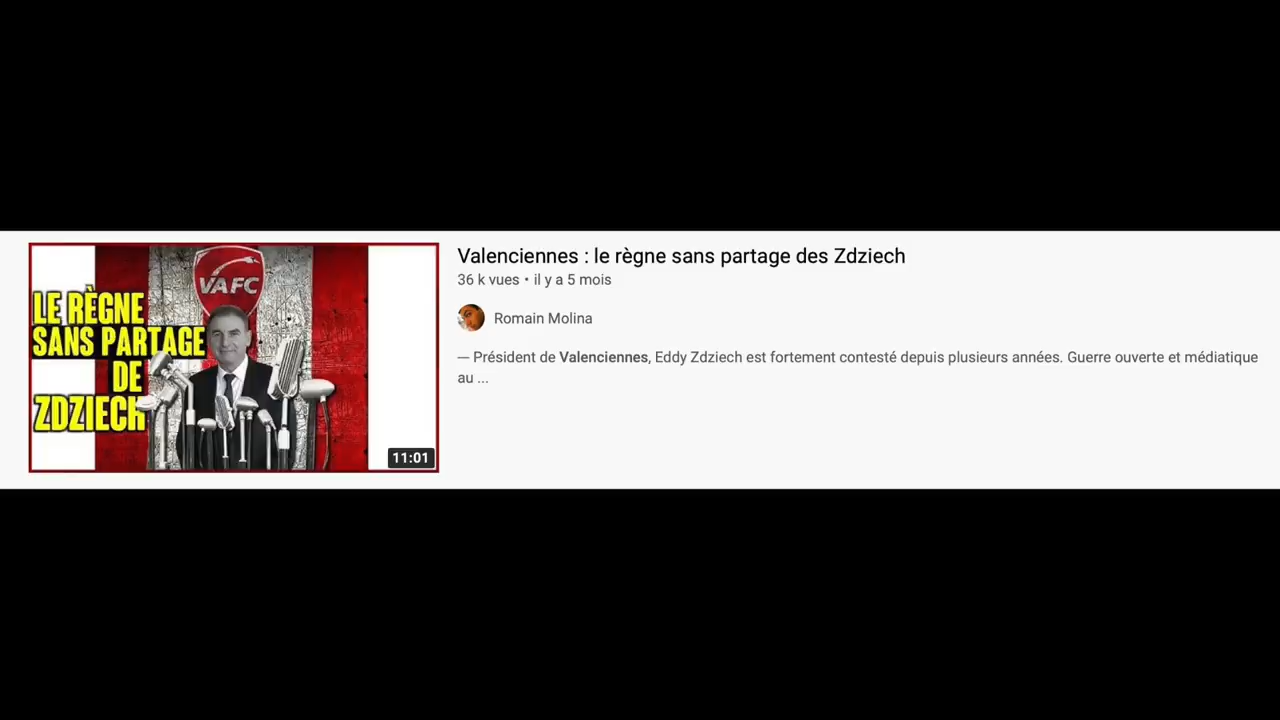 VAFC
LE RÈGNE
SANS PARTAGE
DE
ZDZIECH
11:01
Valenciennes : le règne sans partage des Zdziech
36 k vues • il y a 5 mois
Romain Molina
— Président de Valenciennes, Eddy Zdziech est fortement contesté depuis plusieurs années. Guerre ouverte et médiatique
au ...